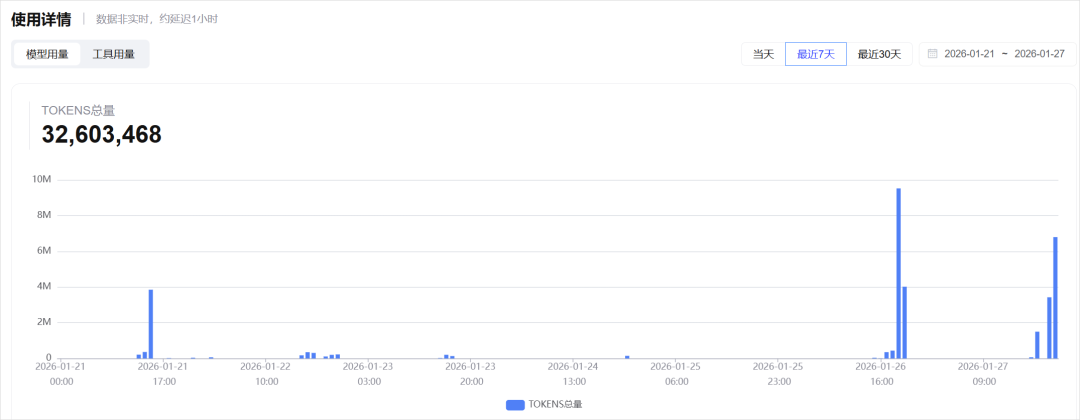 使用详情 | 数据非实时，约延迟1小时
模型用量 工具用量 当天 最近7天 最近30天 2026-01-21 ~ 2026-01-27
TOKENS总量
32,603,468
10M
8M
6M
4M
2M
0
2026-01-21 2026-01-21 2026-01-22 2026-01-23 2026-01-23 2026-01-24 2026-01-25 2026-01-25 2026-01-26 2026-01-27
00:00 17:00 10:00 03:00 20:00 13:00 06:00 23:00 16:00 09:00
TOKENS总量